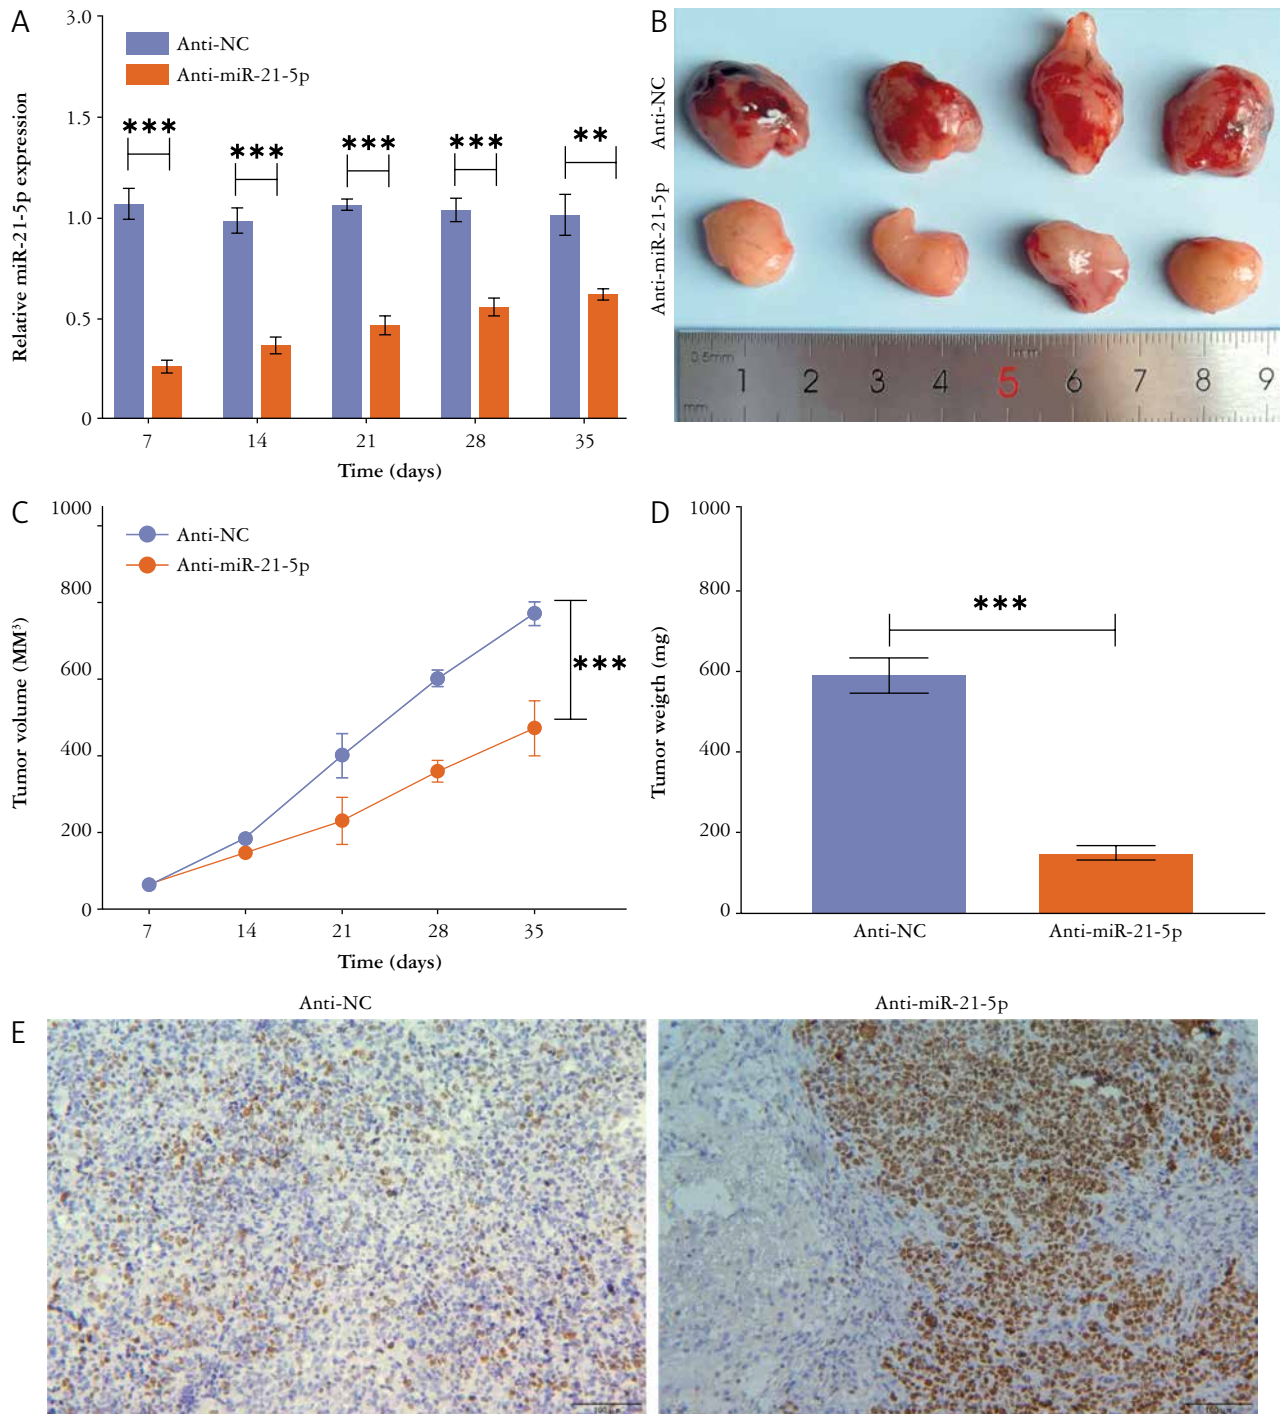 A
3.0
1.5
1.0
0.5
0
Relative miR-21-5p expression
Anti-NC
Anti-miR-21-5p
***
***
***
***
**
7 14 21 28 35
Time (days)
B
Anti-NC
Anti-miR-21-5p
0.5mm
mm
1 2 3 4 5 6 7 8 9
C
1000
800
600
400
200
0
Tumor volume (MM³)
Anti-NC
Anti-miR-21-5p
***
7 14 21 28 35
Time (days)
D
1000
800
600
400
200
0
Tumor weigth (mg)
***
Anti-NC Anti-miR-21-5p
E
Anti-NC
Anti-miR-21-5p